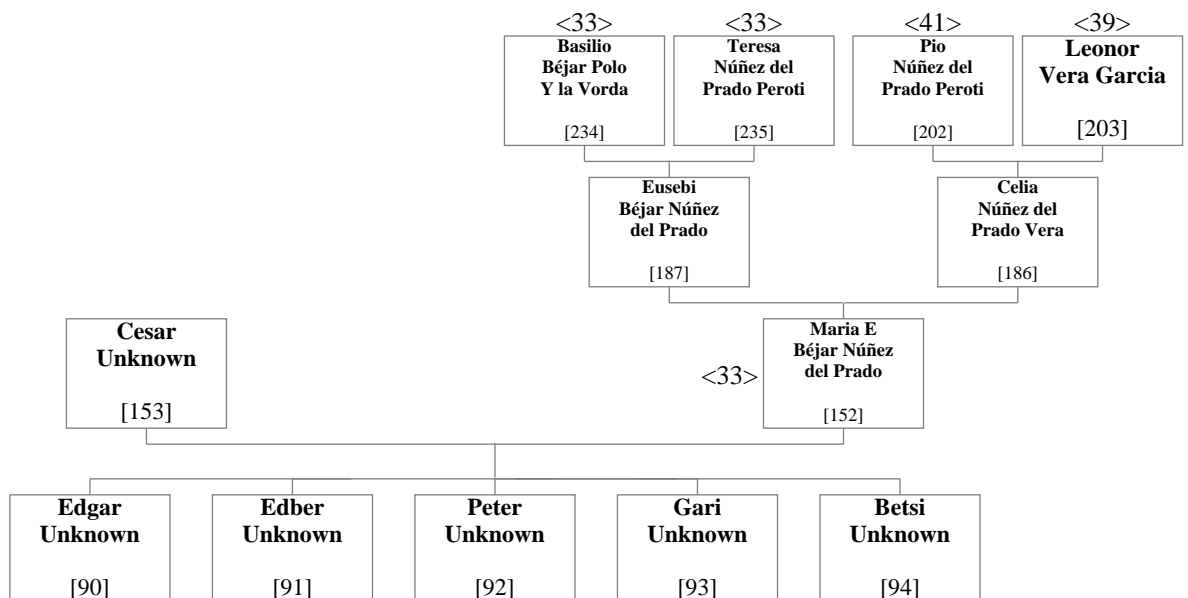 <33>
<33>
<41>
<39>
Basilio
Béjar Polo
Y la Vorda
[234]
Teresa
Núñez del
Prado Peroti
[235]
Pio
Núñez del
Prado Peroti
[202]
Leonor
Vera Garcia
[203]
Eusebi
Béjar Núñez
del Prado
[187]
Celia
Núñez del
Prado Vera
[186]
Cesar
Unknown
[153]
<33>
Maria E
Béjar Núñez
del Prado
[152]
Edgar
Unknown
[90]
Edber
Unknown
[91]
Peter
Unknown
[92]
Gari
Unknown
[93]
Betsi
Unknown
[94]